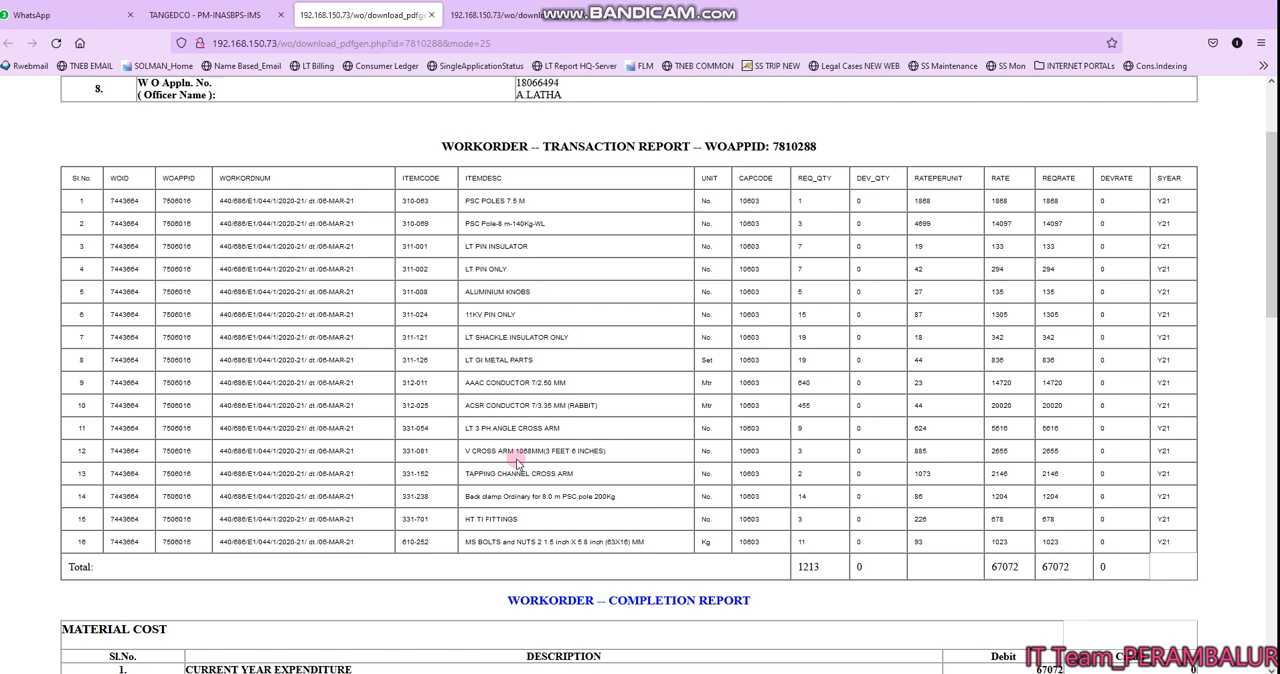 WhatsApp × TANGEDCO - PM-INASBPS-IMS × 192.168.150.73/wo/download_pdfge × 192.168.150.73/wo/downlo
www.BANDICAM.com
192.168.150.73/wo/download_pdfgen.php?id=7810288&mode=25
Rwebmail TNEB EMAIL SOLMAN_Home Name Based_Email LT Billing Consumer Ledger SingleApplicationStatus LT Report HQ-Server FLM TNEB COMMON SS TRIP NEW Legal Cases NEW WEB SS Maintenance SS Mon INTERNET PORTALs Cons.Indexing
8. W O Appln. No. 18066494
( Officer Name ): A.LATHA
WORKORDER -- TRANSACTION REPORT -- WOAPPID: 7810288
Sl.No. WOID WOAPPID WORKORDNUM ITEMCODE ITEMDESC UNIT CAPCODE REQ_QTY DEV_QTY RATEPERUNIT RATE REQRATE DEVRATE SYEAR
1 7443664 7506016 440/686/E1/044/1/2020-21/ dt /06-MAR-21 310-063 PSC POLES 7.5 M No. 10603 1 0 1868 1868 1868 0 Y21
2 7443664 7506016 440/686/E1/044/1/2020-21/ dt /06-MAR-21 310-069 PSC Pole-8 m-140Kg-WL No. 10603 3 0 4699 14097 14097 0 Y21
3 7443664 7506016 440/686/E1/044/1/2020-21/ dt /06-MAR-21 311-001 LT PIN INSULATOR No. 10603 7 0 19 133 133 0 Y21
4 7443664 7506016 440/686/E1/044/1/2020-21/ dt /06-MAR-21 311-002 LT PIN ONLY No. 10603 7 0 42 294 294 0 Y21
5 7443664 7506016 440/686/E1/044/1/2020-21/ dt /06-MAR-21 311-008 ALUMINIUM KNOBS No. 10603 5 0 27 135 135 0 Y21
6 7443664 7506016 440/686/E1/044/1/2020-21/ dt /06-MAR-21 311-024 11KV PIN ONLY No. 10603 15 0 87 1305 1305 0 Y21
7 7443664 7506016 440/686/E1/044/1/2020-21/ dt /06-MAR-21 311-121 LT SHACKLE INSULATOR ONLY No. 10603 19 0 18 342 342 0 Y21
8 7443664 7506016 440/686/E1/044/1/2020-21/ dt /06-MAR-21 311-126 LT GI METAL PARTS Set 10603 19 0 44 836 836 0 Y21
9 7443664 7506016 440/686/E1/044/1/2020-21/ dt /06-MAR-21 312-011 AAAC CONDUCTOR 7/2.50 MM Mtr 10603 640 0 23 14720 14720 0 Y21
10 7443664 7506016 440/686/E1/044/1/2020-21/ dt /06-MAR-21 312-025 ACSR CONDUCTOR 7/3.35 MM (RABBIT) Mtr 10603 455 0 44 20020 20020 0 Y21
11 7443664 7506016 440/686/E1/044/1/2020-21/ dt /06-MAR-21 331-054 LT 3 PH ANGLE CROSS ARM No. 10603 9 0 624 5616 5616 0 Y21
12 7443664 7506016 440/686/E1/044/1/2020-21/ dt /06-MAR-21 331-081 V CROSS ARM 1068MM(3 FEET 6 INCHES) No. 10603 3 0 885 2655 2655 0 Y21
13 7443664 7506016 440/686/E1/044/1/2020-21/ dt /06-MAR-21 331-152 TAPPING CHANNEL CROSS ARM No. 10603 2 0 1073 2146 2146 0 Y21
14 7443664 7506016 440/686/E1/044/1/2020-21/ dt /06-MAR-21 331-238 Back clamp Ordinary for 8.0 m PSC pole 200Kg No. 10603 14 0 86 1204 1204 0 Y21
15 7443664 7506016 440/686/E1/044/1/2020-21/ dt /06-MAR-21 331-701 HT TI FITTINGS No. 10603 3 0 226 678 678 0 Y21
16 7443664 7506016 440/686/E1/044/1/2020-21/ dt /06-MAR-21 610-252 MS BOLTS and NUTS 2 1.5 inch X 5.8 inch (63X16) MM Kg 10603 11 0 93 1023 1023 0 Y21
Total: 1213 0 67072 67072 0
WORKORDER -- COMPLETION REPORT
MATERIAL COST
Sl.No. DESCRIPTION Debit
IT Team_PERAMBALUR
1. CURRENT YEAR EXPENDITURE 67072 0